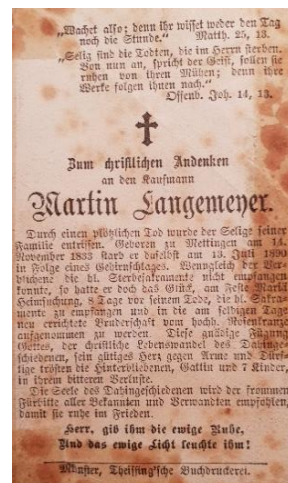 „Wachet also; denn ihr wisset weder den Tag
noch die Stunde.“ Matth. 25, 13.
„Selig sind die Todten, die im Herrn sterben.
Von nun an, spricht der Geist, sollen sie
ruhen von ihren Mühen; denn ihre
Werke folgen ihnen nach.“
Offenb. Joh. 14, 13.
Zum christlichen Andenken
an den Kaufmann
Martin Langemeyer.
Durch einen plötzlichen Tod wurde der Selige seiner
Familie entrissen. Geboren zu Mettingen am 14.
November 1833 starb er daselbst am 13. Juli 1890
in Folge eines Gehirnschlages. Wenngleich der Ver-
blichene die hl. Sterbesakramente nicht empfangen
konnte, so hatte er doch das Glück, am Feste Mariä
Heimsuchung, 8 Tage vor seinem Tode, die hl. Sakra-
mente zu empfangen und in die am selbigen Tage
neu errichtete Bruderschaft vom hochh. Rosenkranze
aufgenommen zu werden. Diese gnädige Fügung
Gottes, der christliche Lebenswandel des Dahinge-
schiedenen, sein gütiges Herz gegen Arme und Dürf-
tige trösten die Hinterbliebenen, Gattin und 7 Kinder,
in ihrem bitteren Verluste.
Die Seele des Dahingeschiedenen wird der frommen
Fürbitte aller Bekannten und Verwandten empfohlen,
damit sie ruhe im Frieden.
Herr, gib ihm die ewige Ruhe,
Und das ewige Licht leuchte ihm!
Münster, Theissing'sche Buchdruckerei.